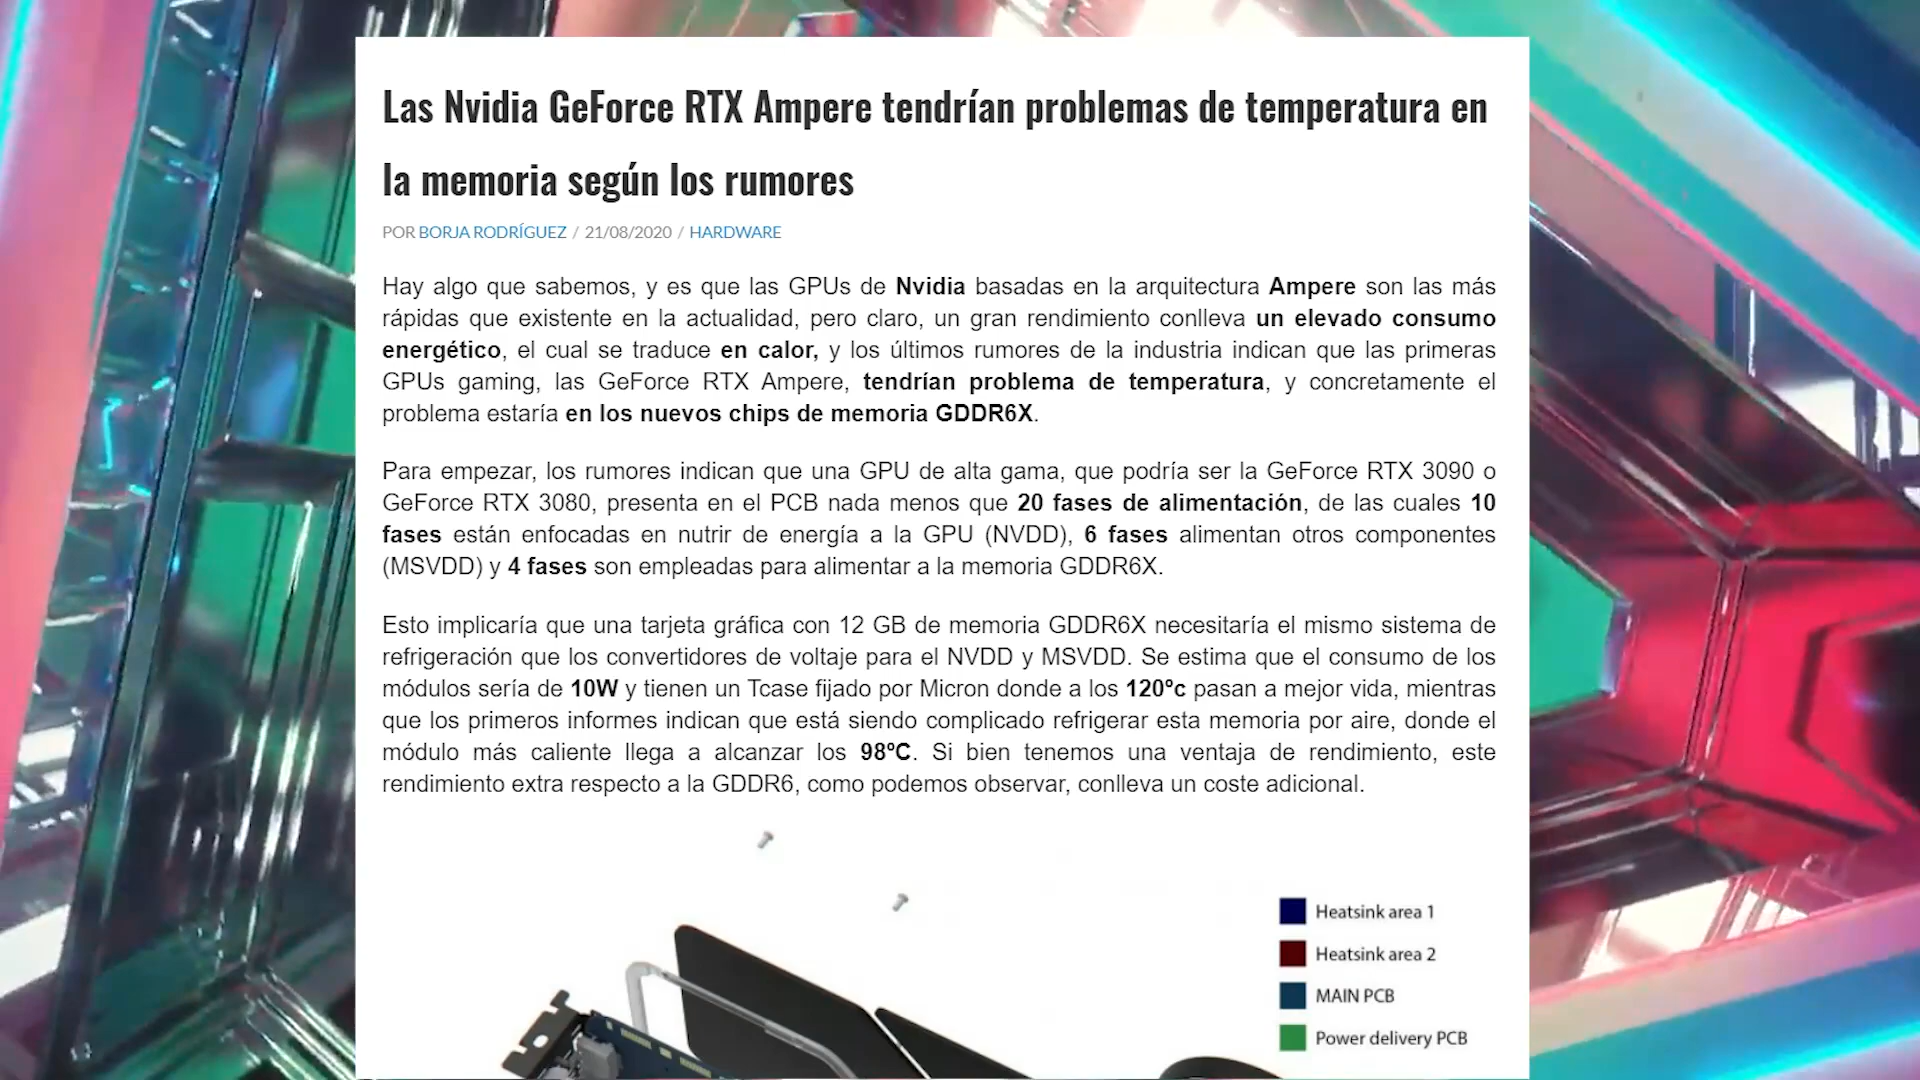 Las Nvidia GeForce RTX Ampere tendrían problemas de temperatura en
la memoria según los rumores
POR BORJA RODRÍGUEZ / 21/08/2020 / HARDWARE
Hay algo que sabemos, y es que las GPUs de Nvidia basadas en la arquitectura Ampere son las más
rápidas que existente en la actualidad, pero claro, un gran rendimiento conlleva un elevado consumo
energético, el cual se traduce en calor, y los últimos rumores de la industria indican que las primeras
GPUs gaming, las GeForce RTX Ampere, tendrían problema de temperatura, y concretamente el
problema estaría en los nuevos chips de memoria GDDR6X.
Para empezar, los rumores indican que una GPU de alta gama, que podría ser la GeForce RTX 3090 o
GeForce RTX 3080, presenta en el PCB nada menos que 20 fases de alimentación, de las cuales 10
fases están enfocadas en nutrir de energía a la GPU (NVDD), 6 fases alimentan otros componentes
(MSVDD) y 4 fases son empleadas para alimentar a la memoria GDDR6X.
Esto implicaría que una tarjeta gráfica con 12 GB de memoria GDDR6X necesitaría el mismo sistema de
refrigeración que los convertidores de voltaje para el NVDD y MSVDD. Se estima que el consumo de los
módulos sería de 10W y tienen un Tcase fijado por Micron donde a los 120ºc pasan a mejor vida, mientras
que los primeros informes indican que está siendo complicado refrigerar esta memoria por aire, donde el
módulo más caliente llega a alcanzar los 98ºC. Si bien tenemos una ventaja de rendimiento, este
rendimiento extra respecto a la GDDR6, como podemos observar, conlleva un coste adicional.
Heatsink area 1
Heatsink area 2
MAIN PCB
Power delivery PCB